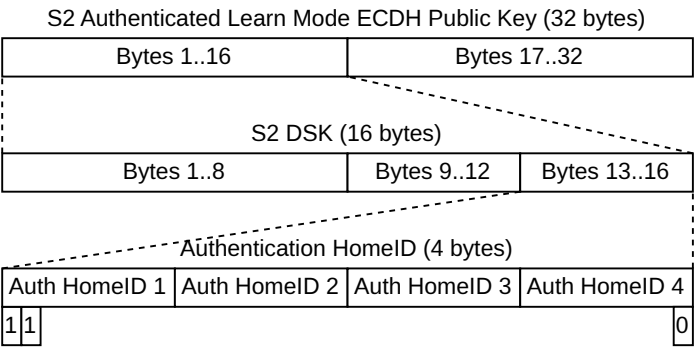 S2 Authenticated Learn Mode ECDH Public Key (32 bytes)
Bytes 1..16 Bytes 17..32
S2 DSK (16 bytes)
Bytes 1..8 Bytes 9..12 Bytes 13..16
Authentication HomeID (4 bytes)
Auth HomeID 1 Auth HomeID 2 Auth HomeID 3 Auth HomeID 4
1 1 0